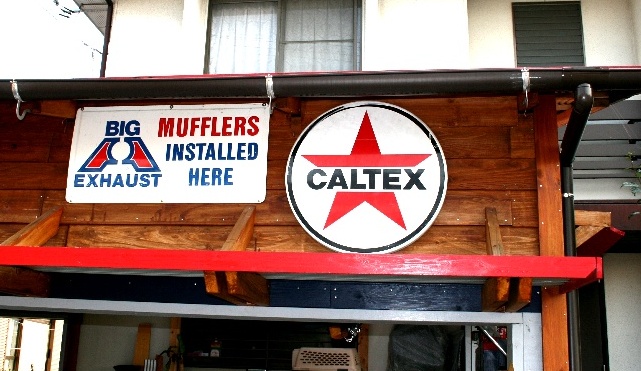 BIG A
EXHAUST
MUFFLERS
INSTALLED
HERE
CALTEX